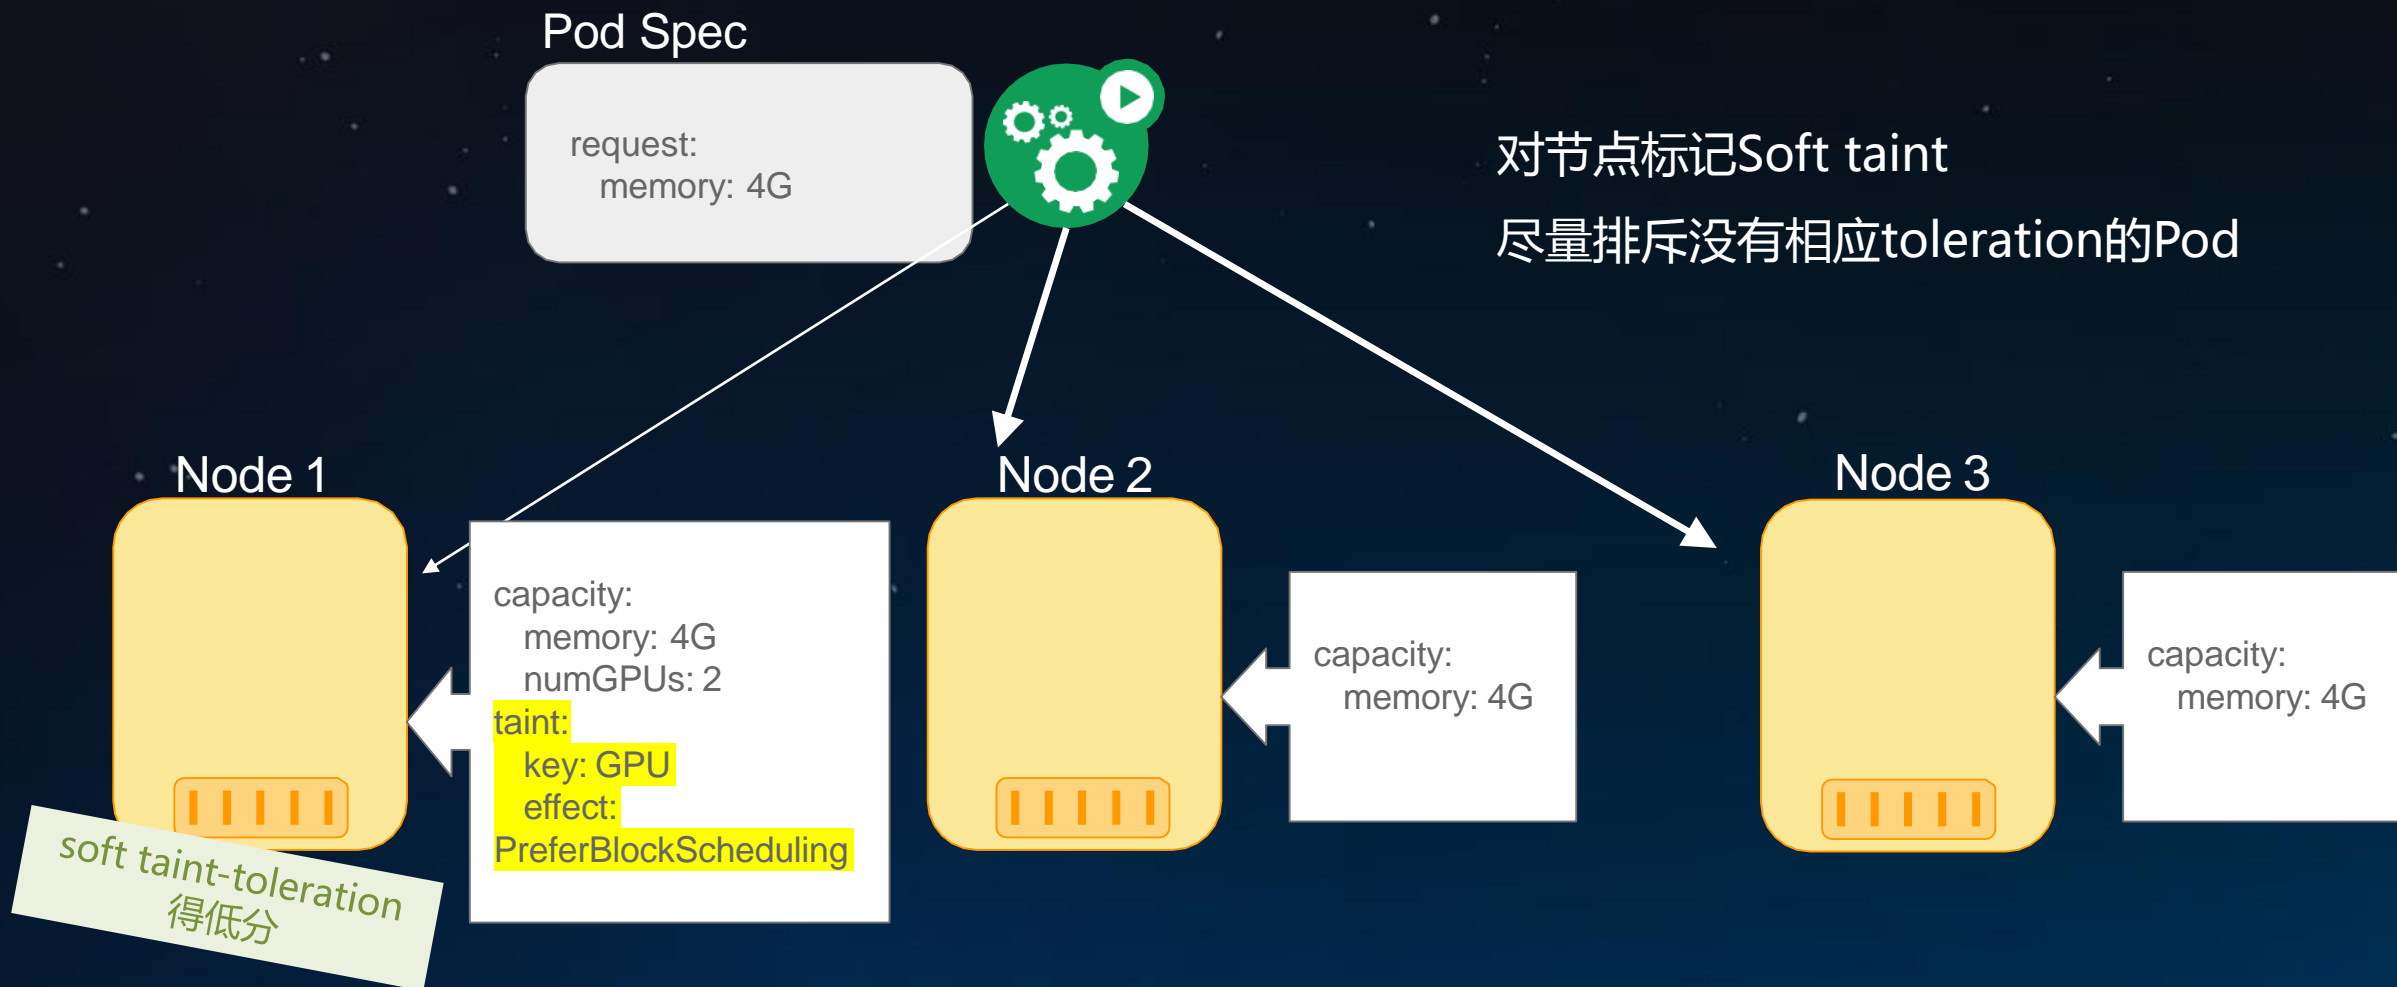 Pod Spec
request:
memory: 4G
对节点标记Soft taint
尽量排斥没有相应toleration的Pod
Node 1
capacity:
memory: 4G
numGPUs: 2
taint:
key: GPU
effect:
PreferBlockScheduling
soft taint-toleration
得低分
Node 2
capacity:
memory: 4G
Node 3
capacity:
memory: 4G